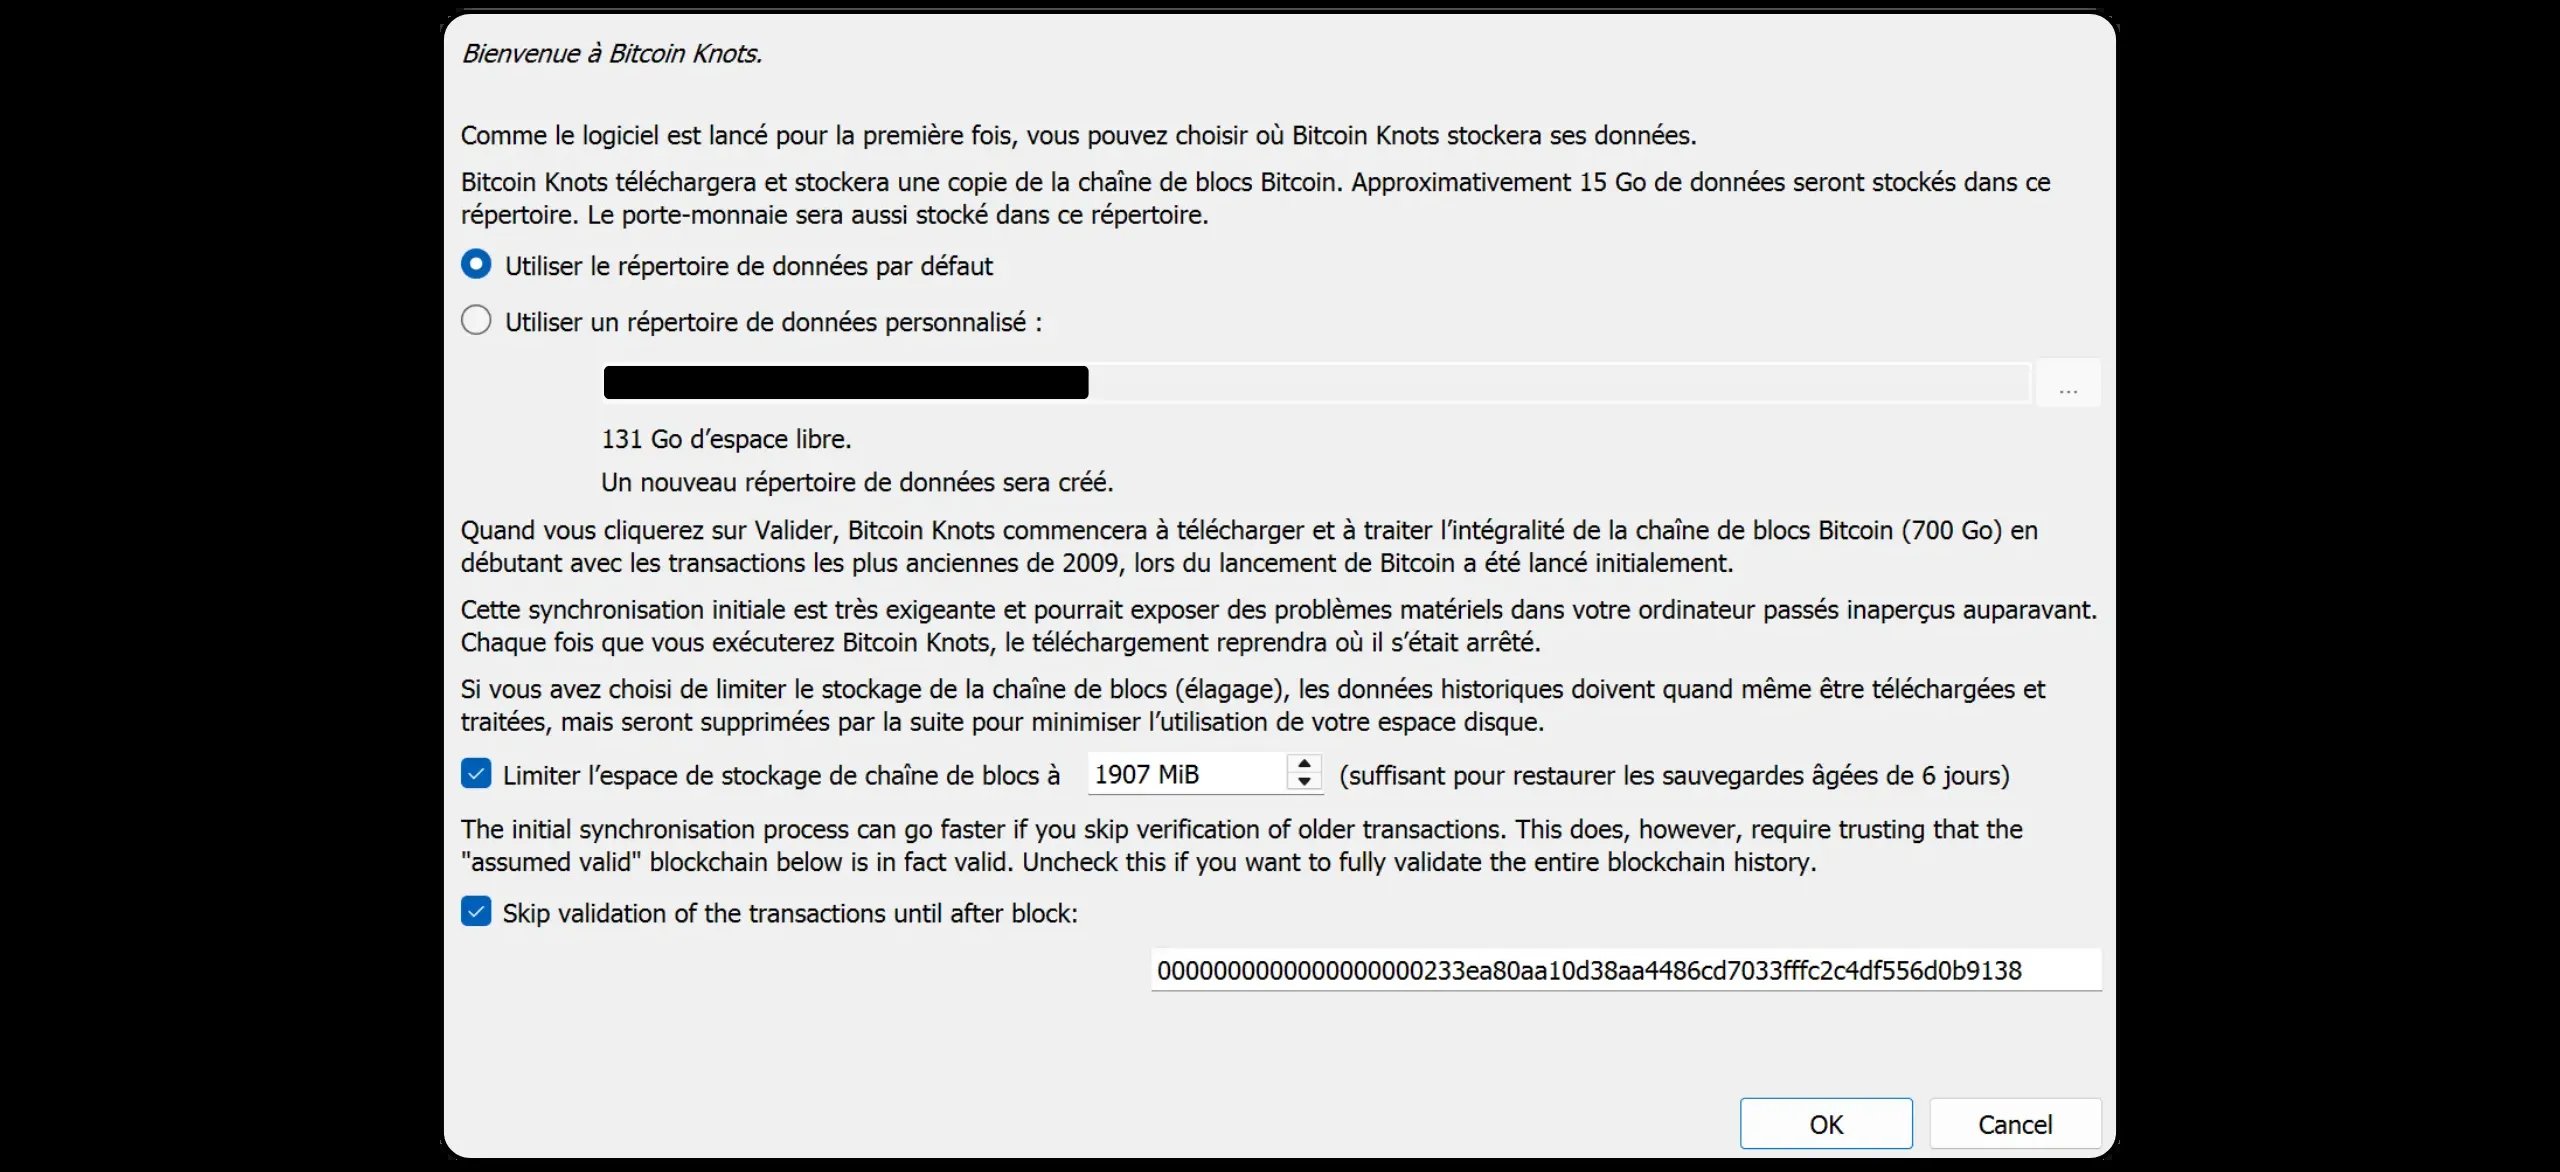 Bienvenue à Bitcoin Knots.
Comme le logiciel est lancé pour la première fois, vous pouvez choisir où Bitcoin Knots stockera ses données.
Bitcoin Knots téléchargera et stockera une copie de la chaîne de blocs Bitcoin. Approximativement 15 Go de données seront stockés dans ce
répertoire. Le porte-monnaie sera aussi stocké dans ce répertoire.
Utiliser le répertoire de données par défaut
Utiliser un répertoire de données personnalisé :
...
131 Go d’espace libre.
Un nouveau répertoire de données sera créé.
Quand vous cliquerez sur Valider, Bitcoin Knots commencera à télécharger et à traiter l’intégralité de la chaîne de blocs Bitcoin (700 Go) en
débutant avec les transactions les plus anciennes de 2009, lors du lancement de Bitcoin a été lancé initialement.
Cette synchronisation initiale est très exigeante et pourrait exposer des problèmes matériels dans votre ordinateur passés inaperçus auparavant.
Chaque fois que vous exécuterez Bitcoin Knots, le téléchargement reprendra où il s’était arrêté.
Si vous avez choisi de limiter le stockage de la chaîne de blocs (élagage), les données historiques doivent quand même être téléchargées et
traitées, mais seront supprimées par la suite pour minimiser l’utilisation de votre espace disque.
Limiter l’espace de stockage de chaîne de blocs à 1907 MiB (suffisant pour restaurer les sauvegardes âgées de 6 jours)
The initial synchronisation process can go faster if you skip verification of older transactions. This does, however, require trusting that the
"assumed valid" blockchain below is in fact valid. Uncheck this if you want to fully validate the entire blockchain history.
Skip validation of the transactions until after block:
0000000000000000000233ea80aa10d38aa4486cd7033fffc2c4df556d0b9138
OK Cancel